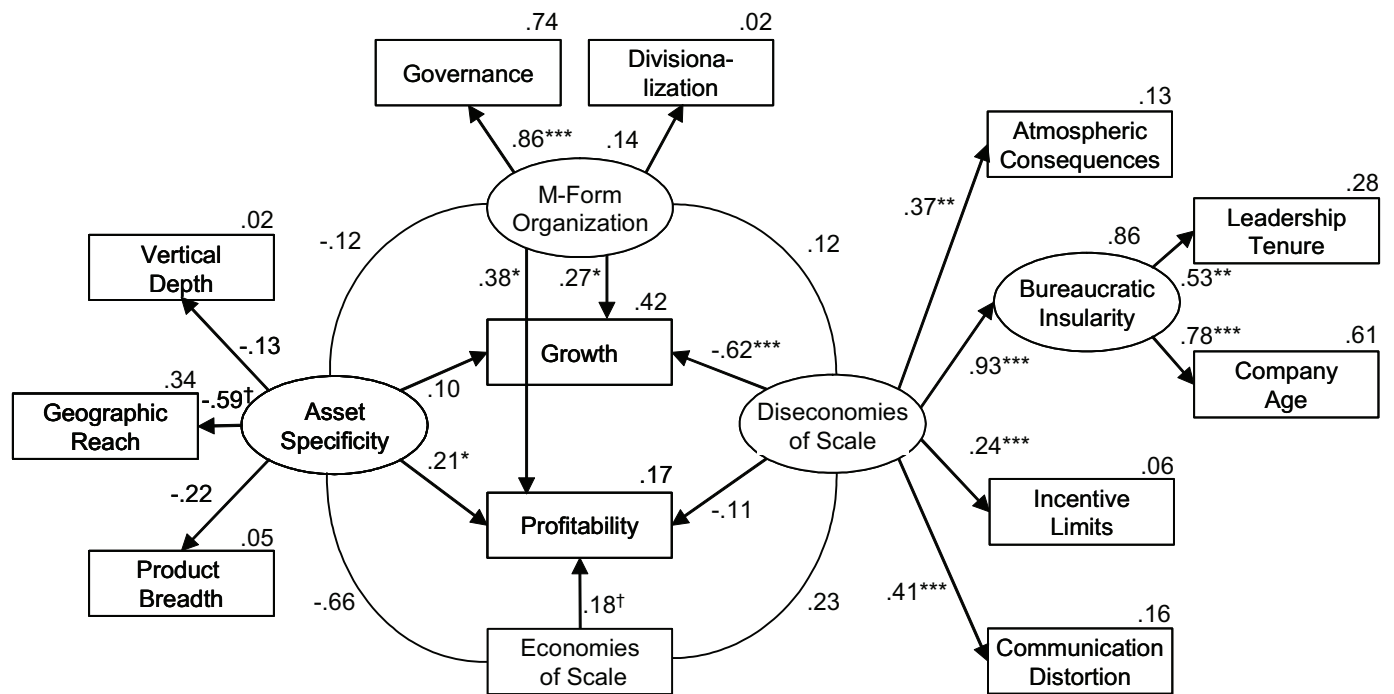 .74
.02
Governance
Divisiona-
lization
.13
.86***
.14
Atmospheric
Consequences
M-Form
Organization
.28
.37**
Leadership
Tenure
.02
-.12
.12
.86
Vertical
Depth
.38*
.27*
.53**
Bureaucratic
Insularity
.42
Growth
-.13
-.62***
.78***
.61
.93***
Company
Age
.34
-.59†
.10
Geographic
Reach
Asset
Specificity
Diseconomies
of Scale
.21*
.24***
.17
.06
-.22
Profitability
-.11
Incentive
Limits
.05
Product
Breadth
-.66
.18†
.23
.41***
.16
Economies
of Scale
Communication
Distortion